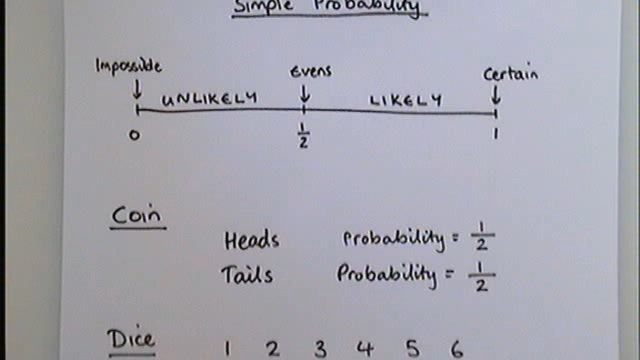 Simple Probability
Impossible Evens Certain
UNLIKELY LIKELY
0 1/2 1
Coin
Heads Probability = 1/2
Tails Probability = 1/2
Dice 1 2 3 4 5 6